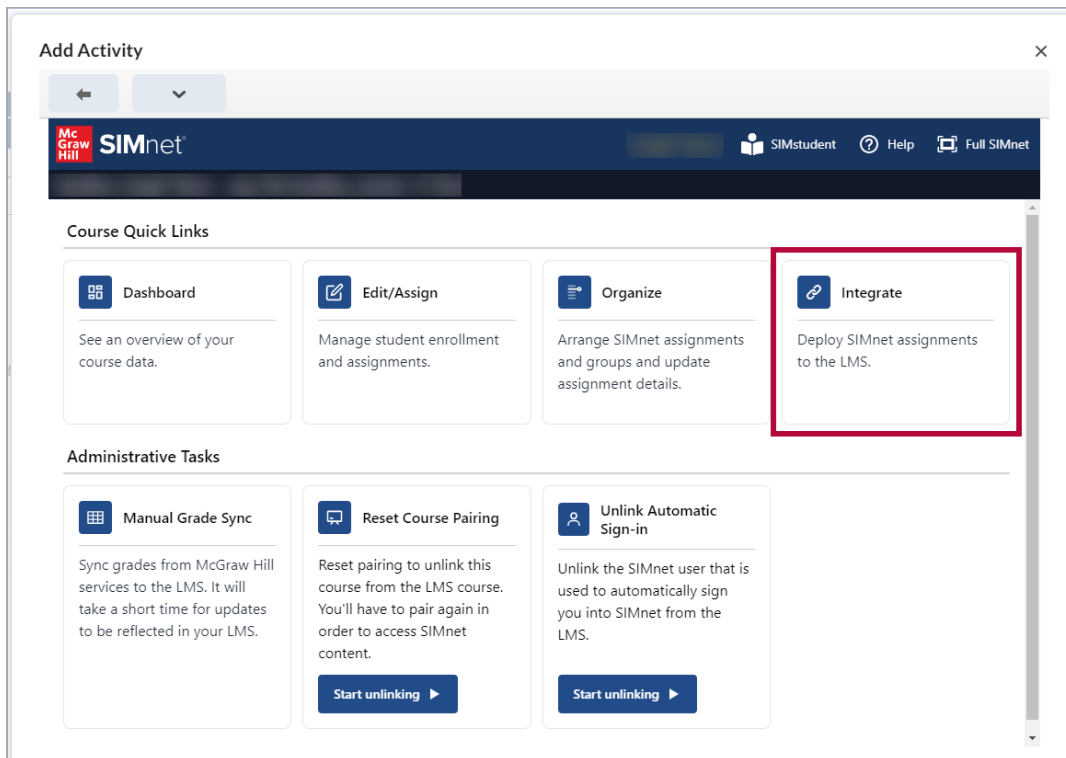 Add Activity
Mc
Graw
Hill
SIMnet
SIMstudent
Help
Full SIMnet
Course Quick Links
Dashboard
See an overview of your
course data.
Edit/Assign
Manage student enrollment
and assignments.
Organize
Arrange SIMnet assignments
and groups and update
assignment details.
Integrate
Deploy SIMnet assignments
to the LMS.
Administrative Tasks
Manual Grade Sync
Sync grades from McGraw Hill
services to the LMS. It will
take a short time for updates
to be reflected in your LMS.
Reset Course Pairing
Reset pairing to unlink this
course from the LMS course.
You'll have to pair again in
order to access SIMnet
content.
Start unlinking
Unlink Automatic
Sign-in
Unlink the SIMnet user that is
used to automatically sign
you into SIMnet from the
LMS.
Start unlinking